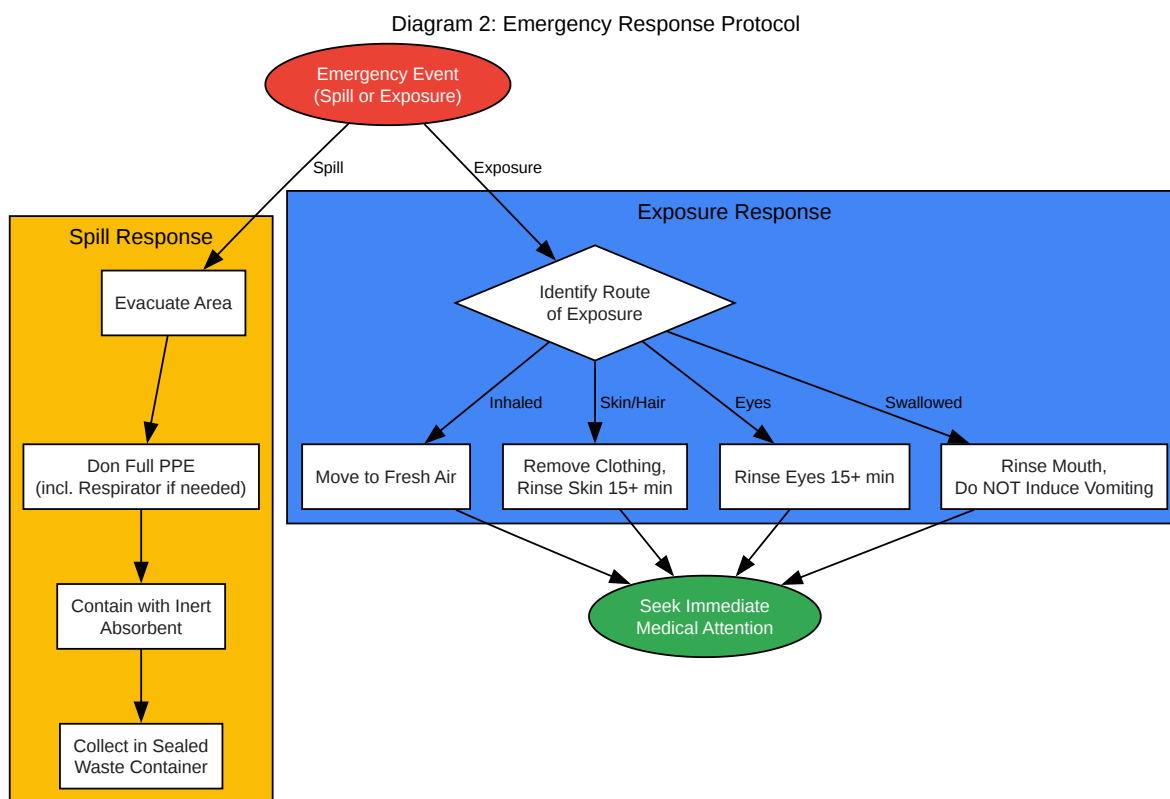 Diagram 2: Emergency Response Protocol
Emergency Event
(Spill or Exposure)
Spill
Exposure
Spill Response
Evacuate Area
Don Full PPE
(incl. Respirator if needed)
Contain with Inert
Absorbent
Collect in Sealed
Waste Container
Exposure Response
Identify Route
of Exposure
Inhaled
Skin/Hair
Eyes
Swallowed
Move to Fresh Air
Remove Clothing,
Rinse Skin 15+ min
Rinse Eyes 15+ min
Rinse Mouth,
Do NOT Induce Vomiting
Seek Immediate
Medical Attention